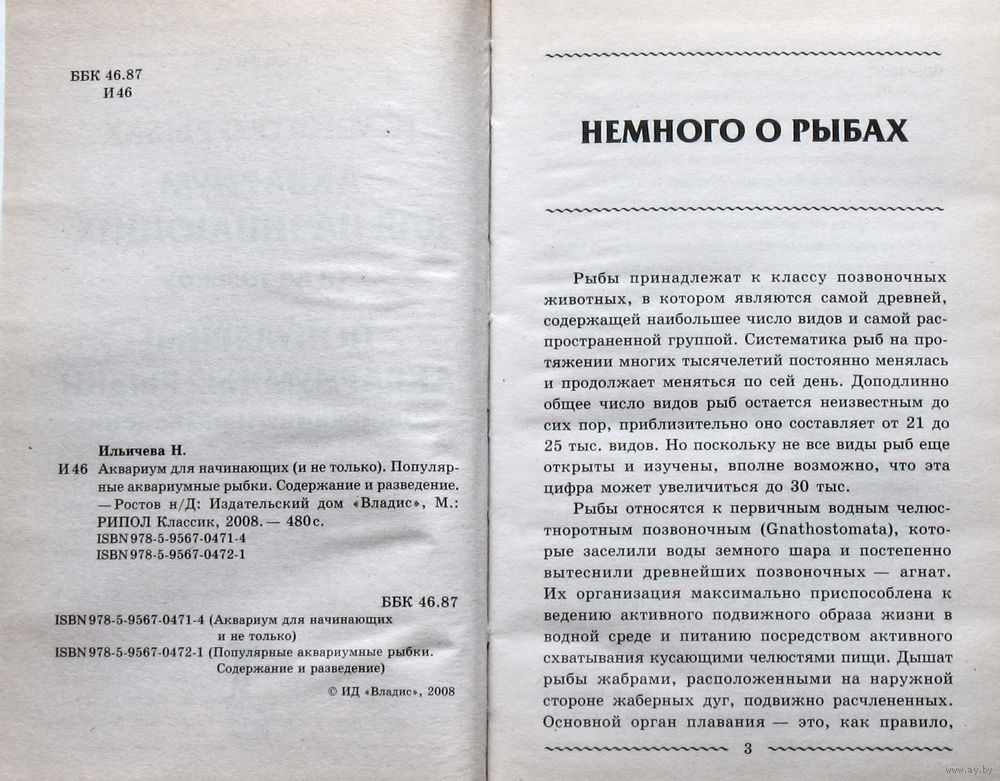 ББК 46.87
И 46
Ильичева Н.
И 46 Аквариум для начинающих (и не только). Популяр-
ные аквариумные рыбки. Содержание и разведение.
— Ростов н/Д: Издательский дом «Владис», М.:
РИПОЛ Классик, 2008. — 480 с.
ISBN 978-5-9567-0471-4
ISBN 978-5-9567-0472-1
ББК 46.87
ISBN 978-5-9567-0471-4 (Аквариум для начинающих
и не только)
ISBN 978-5-9567-0472-1 (Популярные аквариумные рыбки.
Содержание и разведение)
© ИД «Владис», 2008
НЕМНОГО О РЫБАХ
Рыбы принадлежат к классу позвоночных
животных, в котором являются самой древней,
содержащей наибольшее число видов и самой рас-
пространенной группой. Систематика рыб на про-
тяжении многих тысячелетий постоянно менялась
и продолжает меняться по сей день. Доподлинно
общее число видов рыб остается неизвестным до
сих пор, приблизительно оно составляет от 21 до
25 тыс. видов. Но поскольку не все виды рыб еще
открыты и изучены, вполне возможно, что эта
цифра может увеличиться до 30 тыс.
Рыбы относятся к первичным водным челюс-
тноротным позвоночным (Gnathostomata), кото-
рые заселили воды земного шара и постепенно
вытеснили древнейших позвоночных — агнат.
Их организация максимально приспособлена к
ведению активного подвижного образа жизни в
водной среде и питанию посредством активного
схватывания кусающими челюстями пищи. Дышат
рыбы жабрами, расположенными на наружной
стороне жаберных дуг, подвижно расчлененных.
Основной орган плавания — это, как правило,
3
www.ay.by